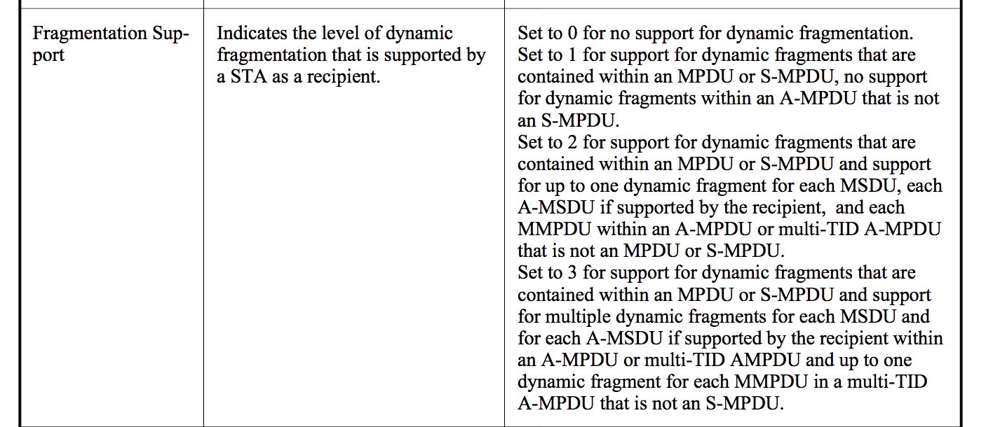 Fragmentation Sup-
port
Indicates the level of dynamic
fragmentation that is supported by
a STA as a recipient.
Set to 0 for no support for dynamic fragmentation.
Set to 1 for support for dynamic fragments that are
contained within an MPDU or S-MPDU, no support
for dynamic fragments within an A-MPDU that is not
an S-MPDU.
Set to 2 for support for dynamic fragments that are
contained within an MPDU or S-MPDU and support
for up to one dynamic fragment for each MSDU, each
A-MSDU if supported by the recipient,  and each
MMPDU within an A-MPDU or multi-TID A-MPDU
that is not an MPDU or S-MPDU.
Set to 3 for support for dynamic fragments that are
contained within an MPDU or S-MPDU and support
for multiple dynamic fragments for each MSDU and
for each A-MSDU if supported by the recipient within
an A-MPDU or multi-TID AMPDU and up to one
dynamic fragment for each MMPDU in a multi-TID
A-MPDU that is not an S-MPDU.